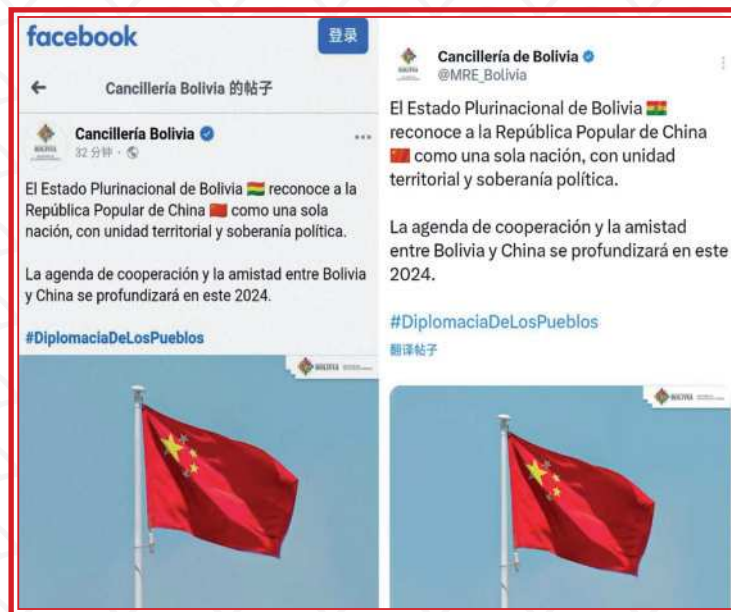 facebook
登录
Cancillería Bolivia 的帖子
Cancillería Bolivia
32 分钟 ·
El Estado Plurinacional de Bolivia 🇧🇴 reconoce a la
República Popular de China 🇨🇳 como una sola
nación, con unidad territorial y soberanía política.
La agenda de cooperación y la amistad entre Bolivia
y China se profundizará en este 2024.
#DiplomaciaDeLosPueblos
BOLIVIA
Cancillería de Bolivia
@MRE_Bolivia
El Estado Plurinacional de Bolivia 🇧🇴
reconoce a la República Popular de China
🇨🇳 como una sola nación, con unidad
territorial y soberanía política.
La agenda de cooperación y la amistad
entre Bolivia y China se profundizará en este
2024.
#DiplomaciaDeLosPueblos
翻译帖子
BOLIVIA